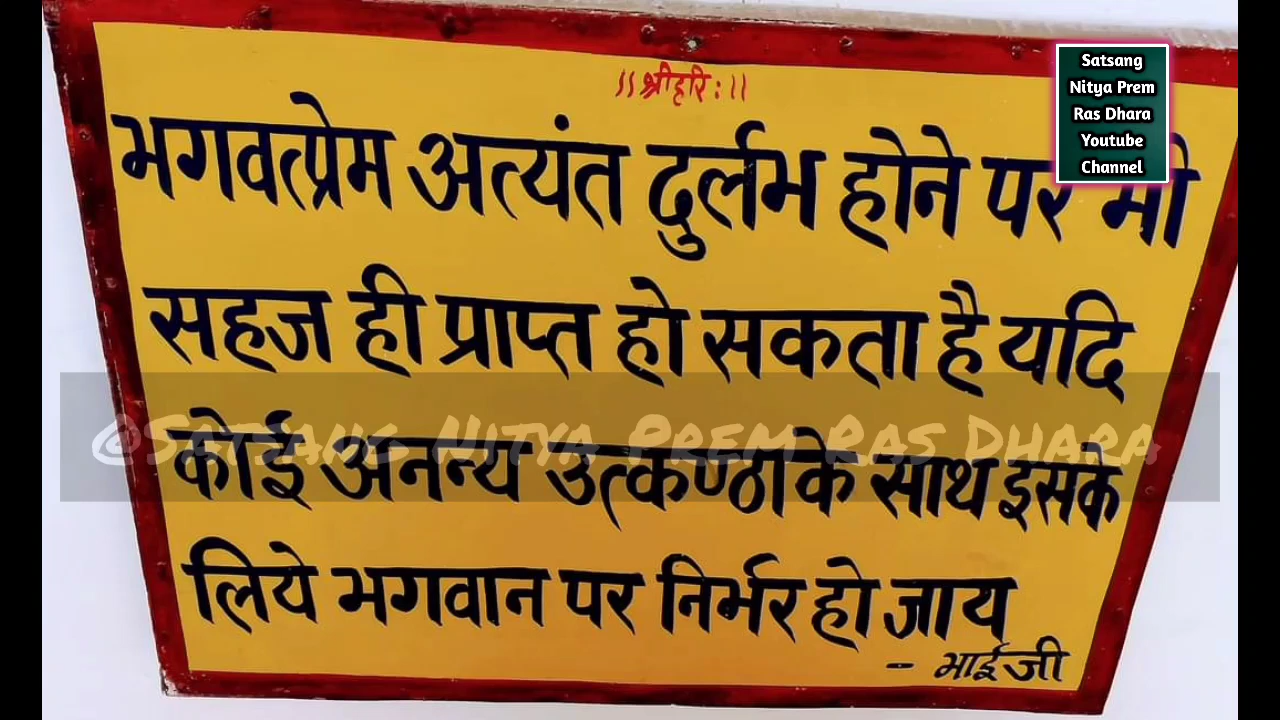 ॥श्रीहरिः॥
भगवत्प्रेम अत्यंत दुर्लभ होने पर भी
सहज ही प्राप्त हो सकता है यदि
कोई अनन्य उत्कण्ठा के साथ इसके
लिये भगवान पर निर्भर हो जाय
- भाईजी
Satsang
Nitya Prem
Ras Dhara
Youtube
Channel
@Satsang Nitya Prem Ras Dhara